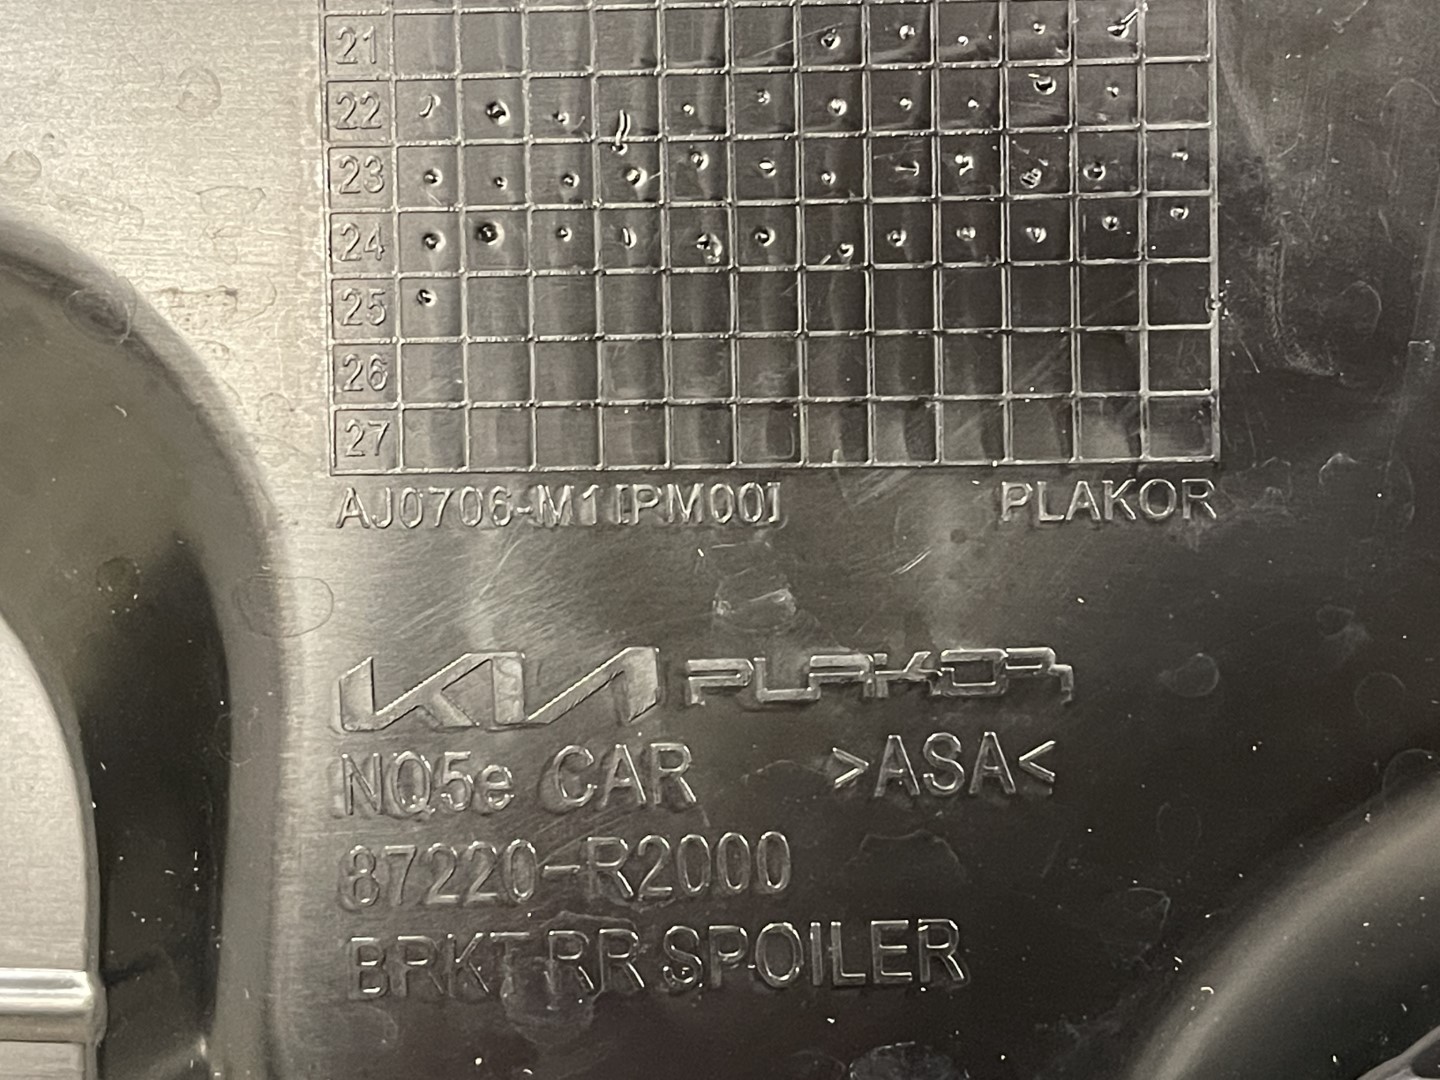 21
22
23
24
25
26
27
AJ0706-M1[PM00] PLAKOR
KIA PLAKOR
NQ5e CAR >ASA<
87220-R2000
BRKT RR SPOILER